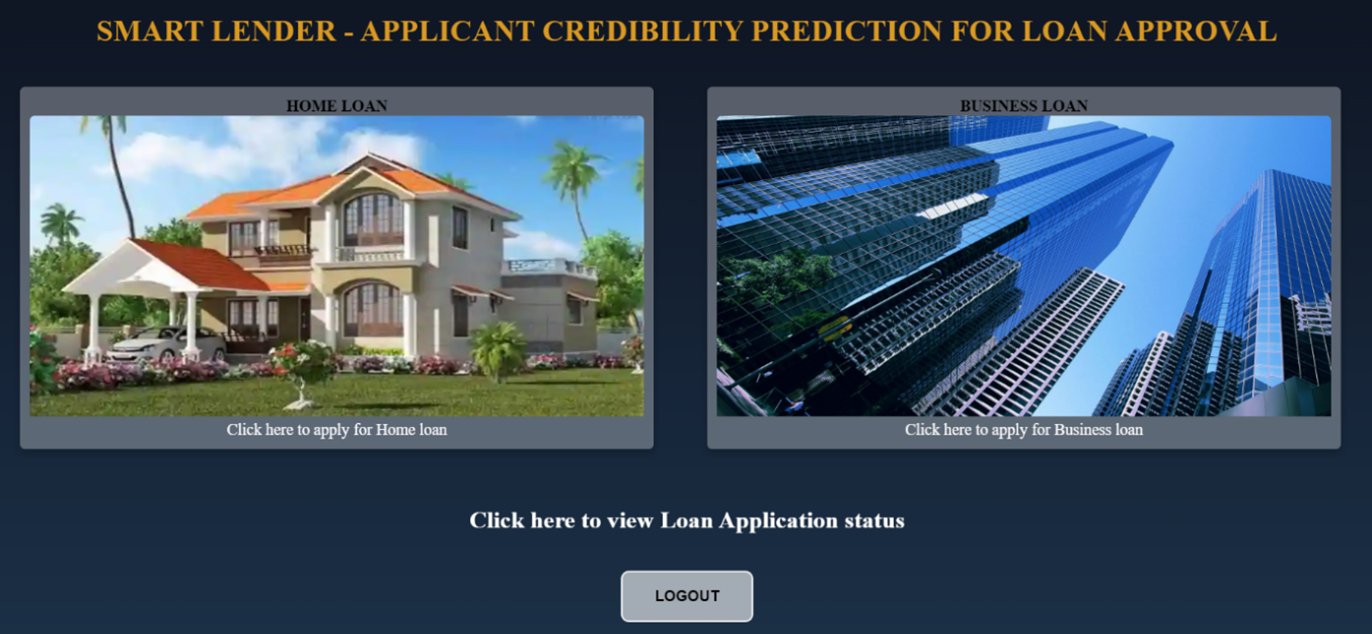 SMART LENDER - APPLICANT CREDIBILITY PREDICTION FOR LOAN APPROVAL
HOME LOAN
Click here to apply for Home loan
BUSINESS LOAN
Click here to apply for Business loan
Click here to view Loan Application status
LOGOUT